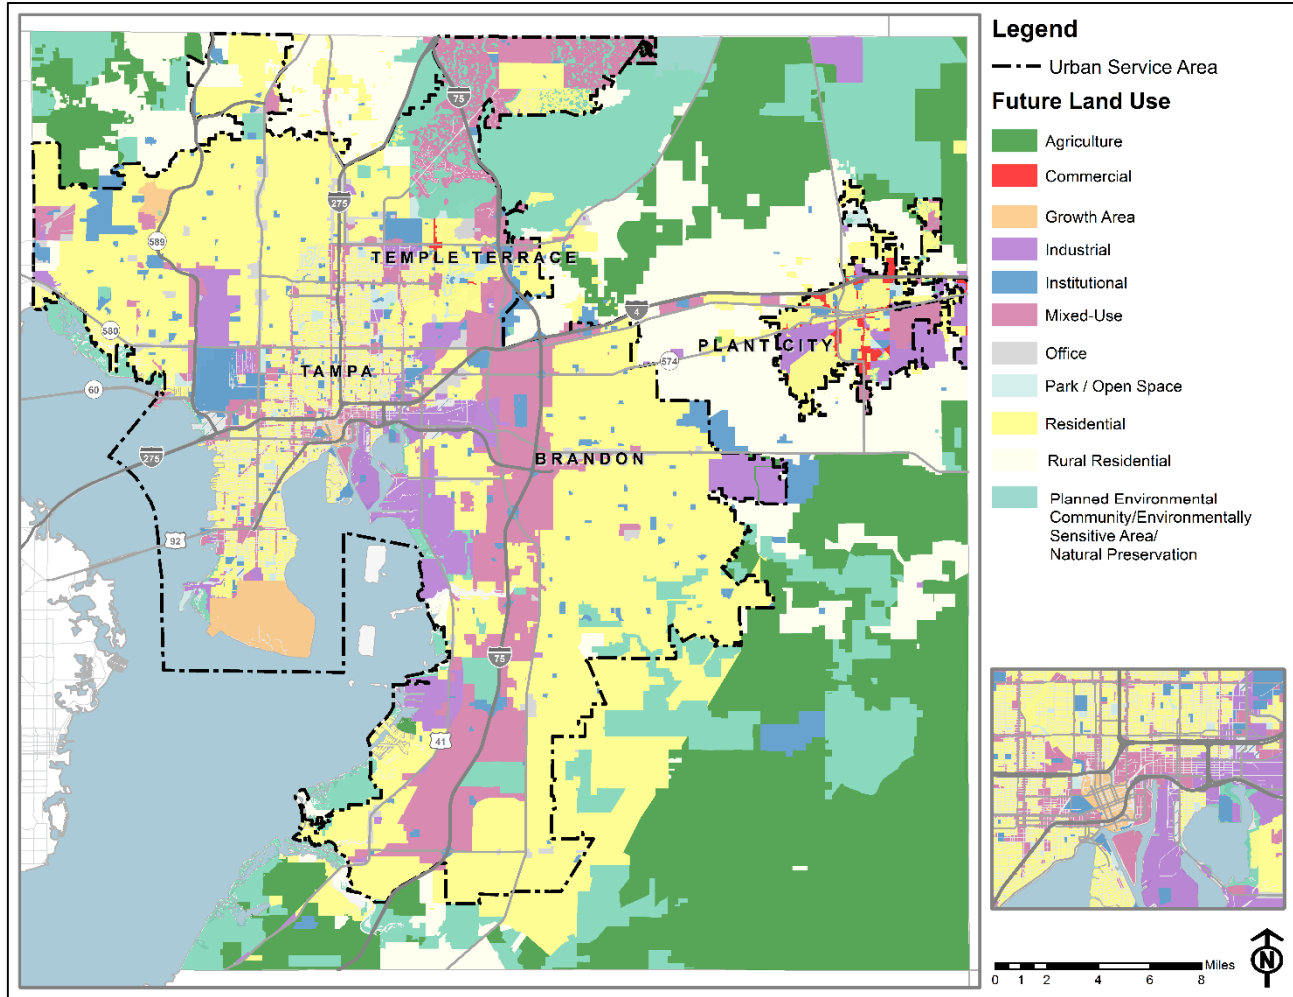 75
275
589
TEMPLE TERRACE
4
580
PLANT CITY
574
TAMPA
60
275
BRANDON
92
75
41
Legend
Urban Service Area
Future Land Use
Agriculture
Commercial
Growth Area
Industrial
Institutional
Mixed-Use
Office
Park / Open Space
Residential
Rural Residential
Planned Environmental
Community/Environmentally
Sensitive Area/
Natural Preservation
Miles
0 1 2 4 6 8
N